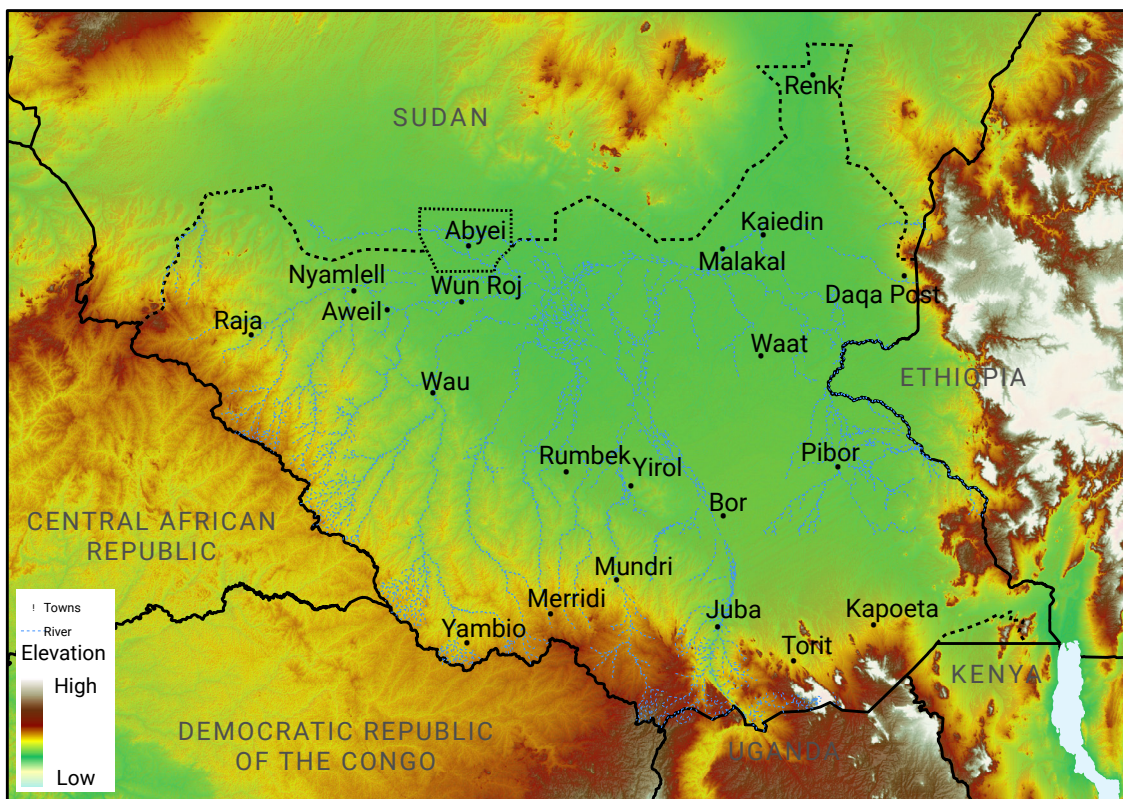 Renk
SUDAN
Kaiedin
Abyei
Malakal
Nyamlell
Wun Roj
Daqa Post
Aweil
Raja
Waat
ETHIOPIA
Wau
Rumbek
Yirol
Pibor
Bor
CENTRAL AFRICAN
REPUBLIC
Mundri
Merridi
Juba
Kapoeta
Yambio
Torit
KENYA
DEMOCRATIC REPUBLIC
OF THE CONGO
UGANDA
! Towns
River
Elevation
High
Low